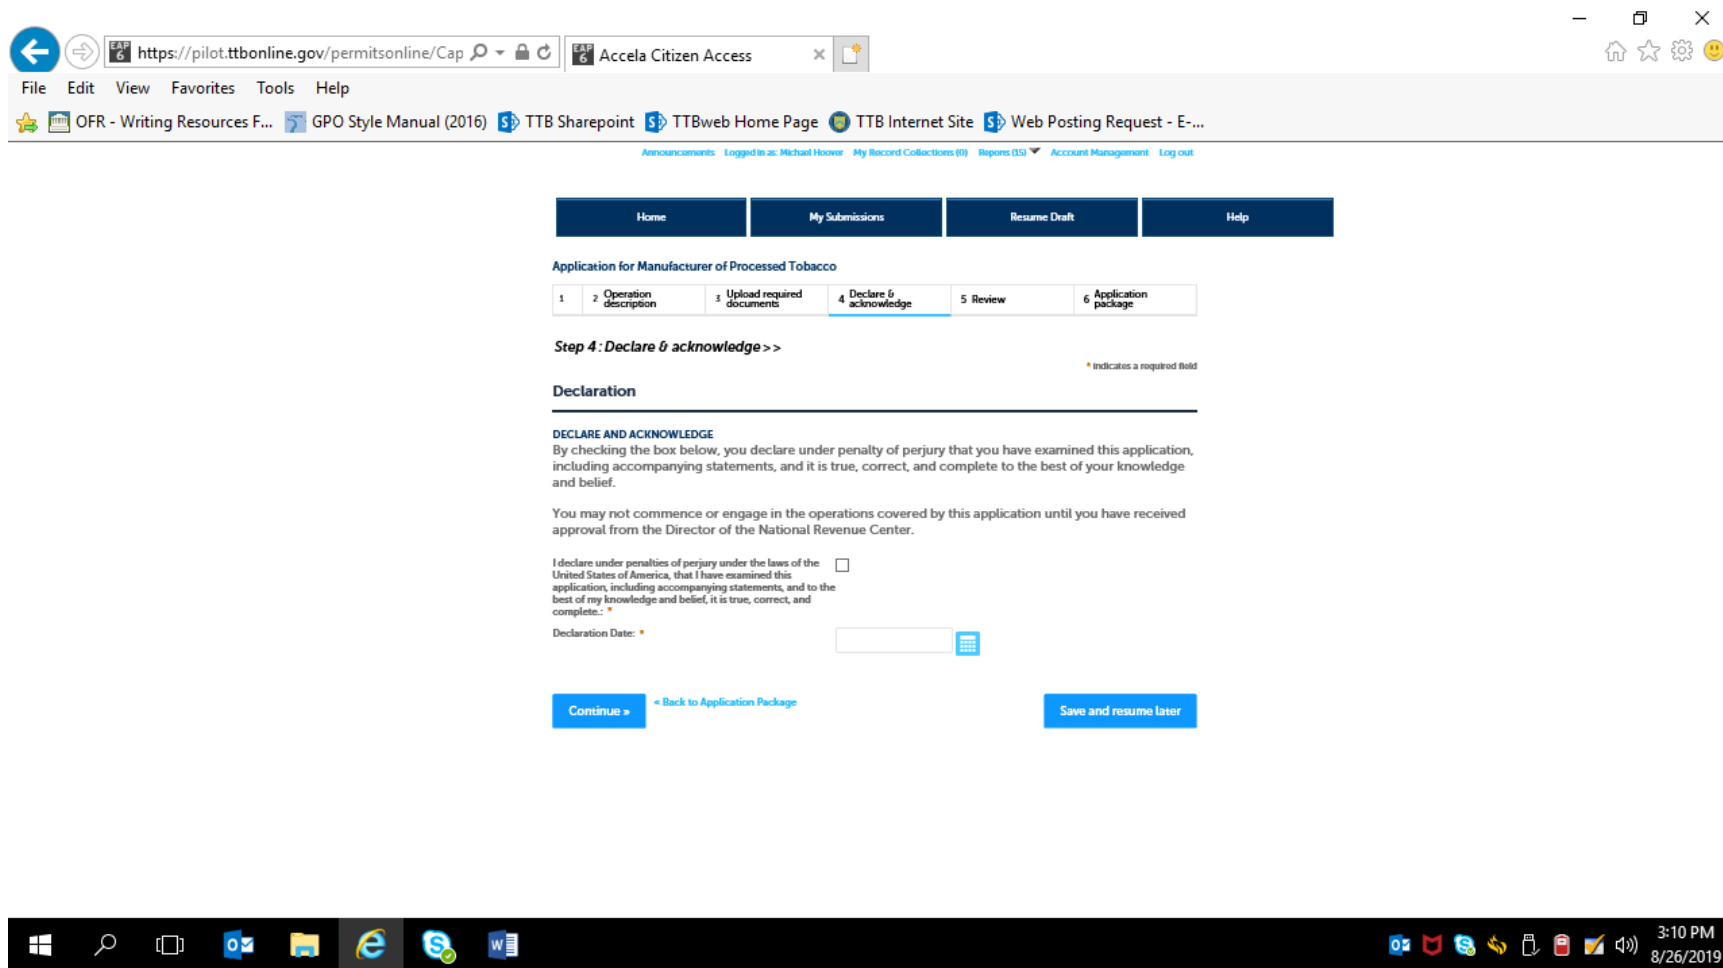 https://pilot.ttbonline.gov/permitsonline/Cap
Accela Citizen Access
File Edit View Favorites Tools Help
OFR - Writing Resources F... GPO Style Manual (2016) TTB Sharepoint TTBweb Home Page TTB Internet Site Web Posting Request - E-...
Announcements Logged in as: Michael Hoover My Record Collections (0) Reports (15) Account Management Log out
Home My Submissions Resume Draft Help
Application for Manufacturer of Processed Tobacco
1 2 Operation description 3 Upload required documents 4 Declare & acknowledge 5 Review 6 Application package
Step 4: Declare & acknowledge>>
* indicates a required field
Declaration
DECLARE AND ACKNOWLEDGE
By checking the box below, you declare under penalty of perjury that you have examined this application,
including accompanying statements, and it is true, correct, and complete to the best of your knowledge
and belief.
You may not commence or engage in the operations covered by this application until you have received
approval from the Director of the National Revenue Center.
I declare under penalties of perjury under the laws of the
United States of America, that I have examined this
application, including accompanying statements, and to the
best of my knowledge and belief, it is true, correct, and
complete.: *
Declaration Date: *
Continue » « Back to Application Package Save and resume later
3:10 PM
8/26/2019